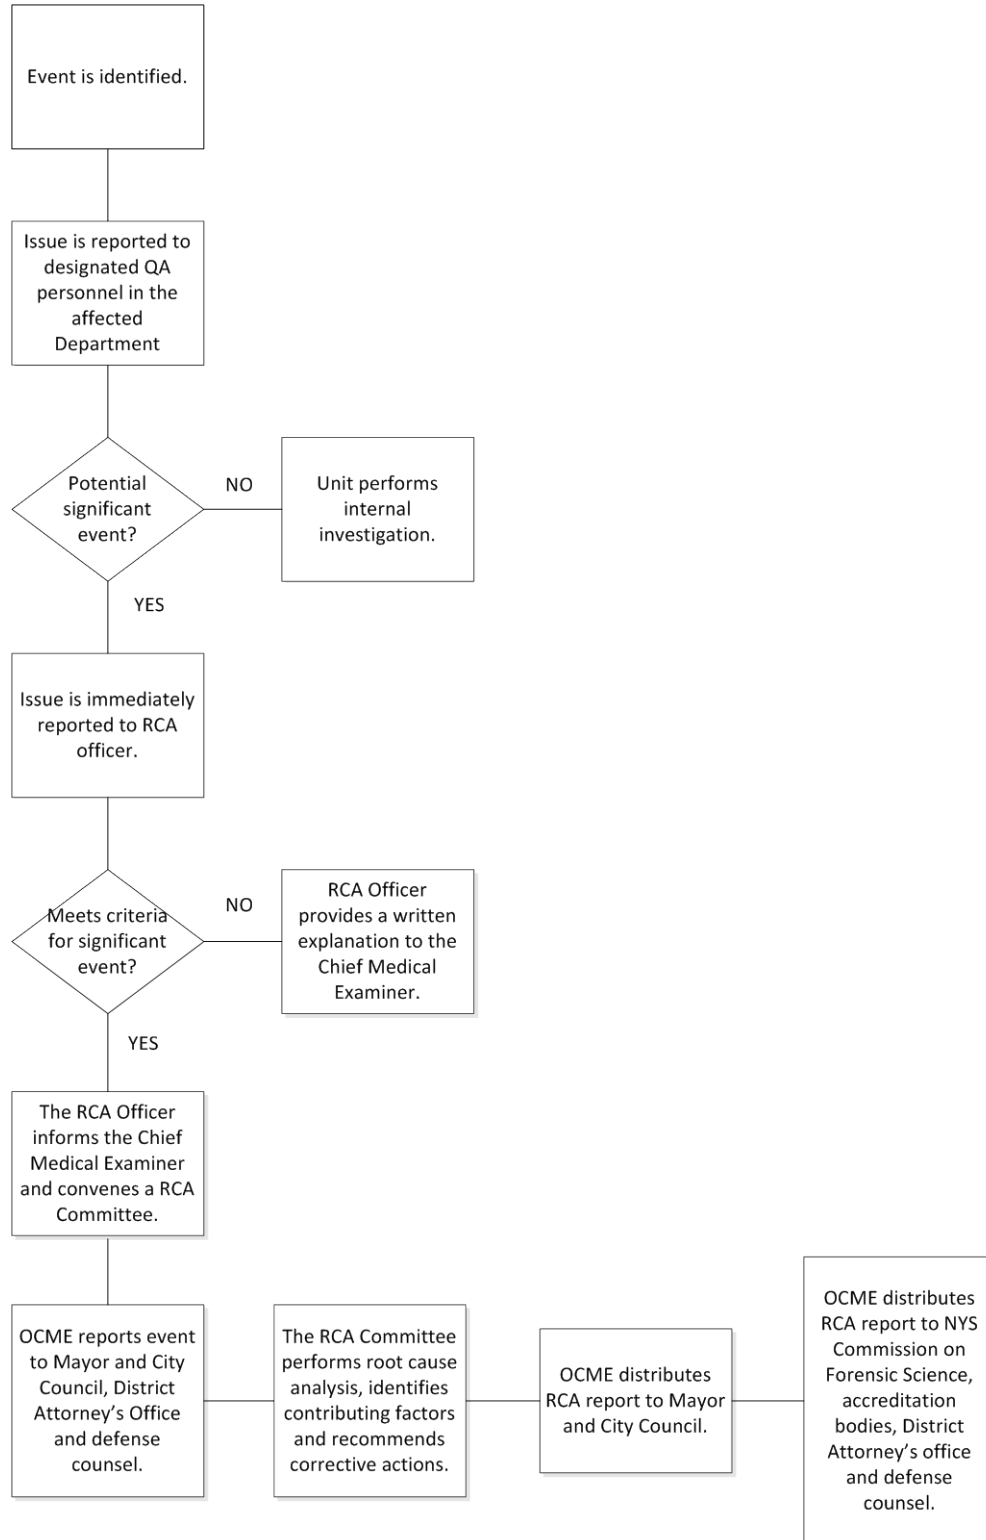 Event is identified.
Issue is reported to
designated QA
personnel in the
affected
Department
Potential
significant
event?
NO
Unit performs
internal
investigation.
YES
Issue is immediately
reported to RCA
officer.
Meets criteria
for significant
event?
NO
RCA Officer
provides a written
explanation to the
Chief Medical
Examiner.
YES
The RCA Officer
informs the Chief
Medical Examiner
and convenes a RCA
Committee.
OCME reports event
to Mayor and City
Council, District
Attorney’s Office
and defense
counsel.
The RCA Committee
performs root cause
analysis, identifies
contributing factors
and recommends
corrective actions.
OCME distributes
RCA report to Mayor
and City Council.
OCME distributes
RCA report to NYS
Commission on
Forensic Science,
accreditation
bodies, District
Attorney’s office
and defense
counsel.